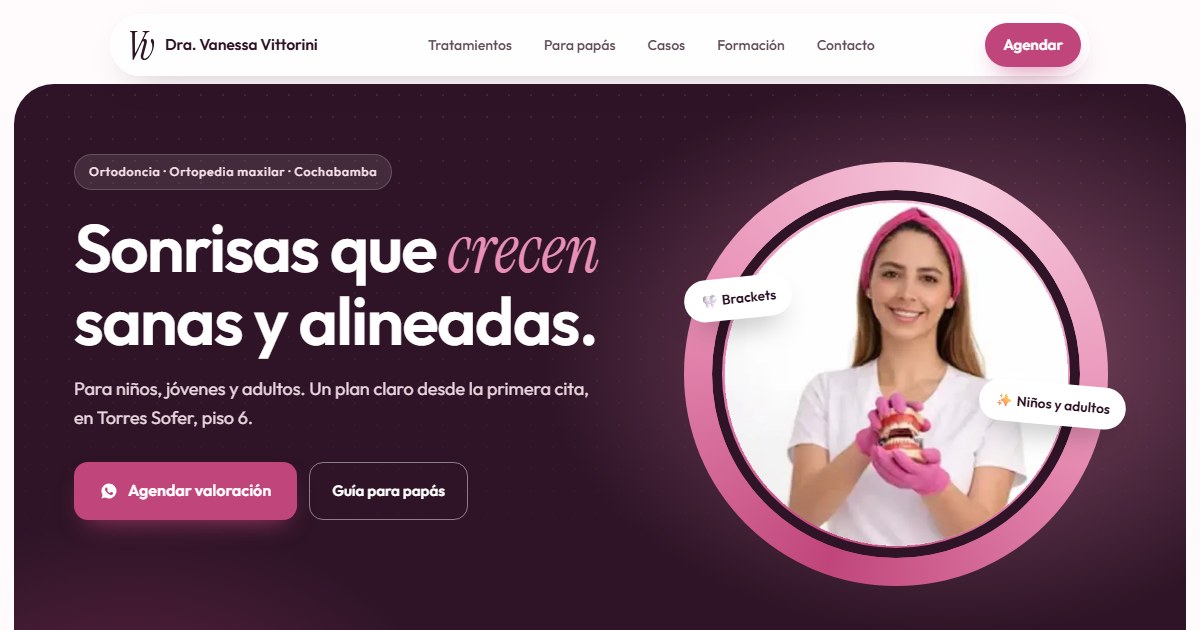 Vv Dra. Vanessa Vittorini
Tratamientos
Para papás
Casos
Formación
Contacto
Agendar
Ortodoncia · Ortopedia maxilar · Cochabamba
Sonrisas que crecen
sanas y alineadas.
Para niños, jóvenes y adultos. Un plan claro desde la primera cita,
en Torres Sofer, piso 6.
Agendar valoración
Guía para papás
🦷 Brackets
✨ Niños y adultos